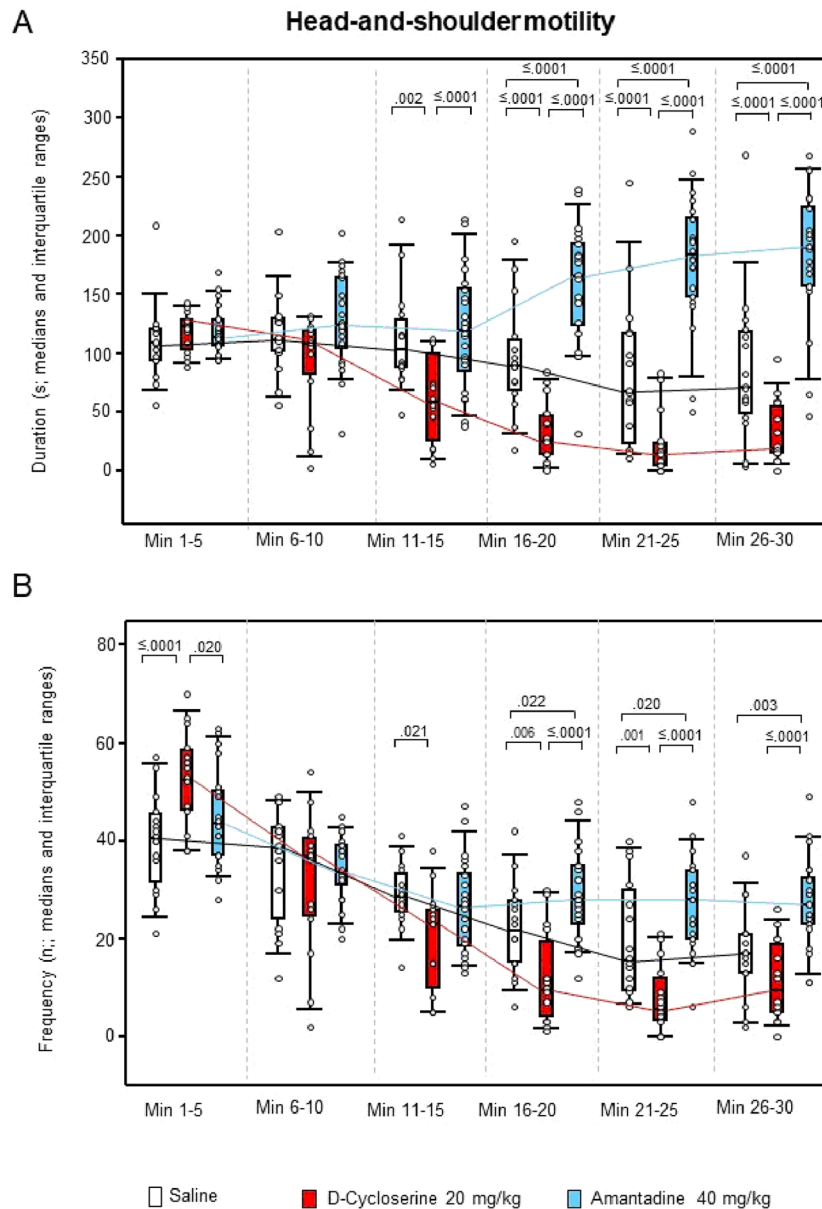 A
Head-and-shouldermotility
350
300
250
200
150
100
50
0
Duration (s; medians and interquartile ranges)
≤.0001 ≤.0001 ≤.0001
.002 ≤.0001 ≤.0001 ≤.0001 ≤.0001 ≤.0001 ≤.0001 ≤.0001
Min 1-5 Min 6-10 Min 11-15 Min 16-20 Min 21-25 Min 26-30
B
80
60
40
20
0
Frequency (n;; medians and interquartile ranges)
≤.0001 .020
.022 .020 .003
.021 .006 ≤.0001 .001 ≤.0001 ≤.0001
Min 1-5 Min 6-10 Min 11-15 Min 16-20 Min 21-25 Min 26-30
Saline D-Cycloserine 20 mg/kg Amantadine 40 mg/kg